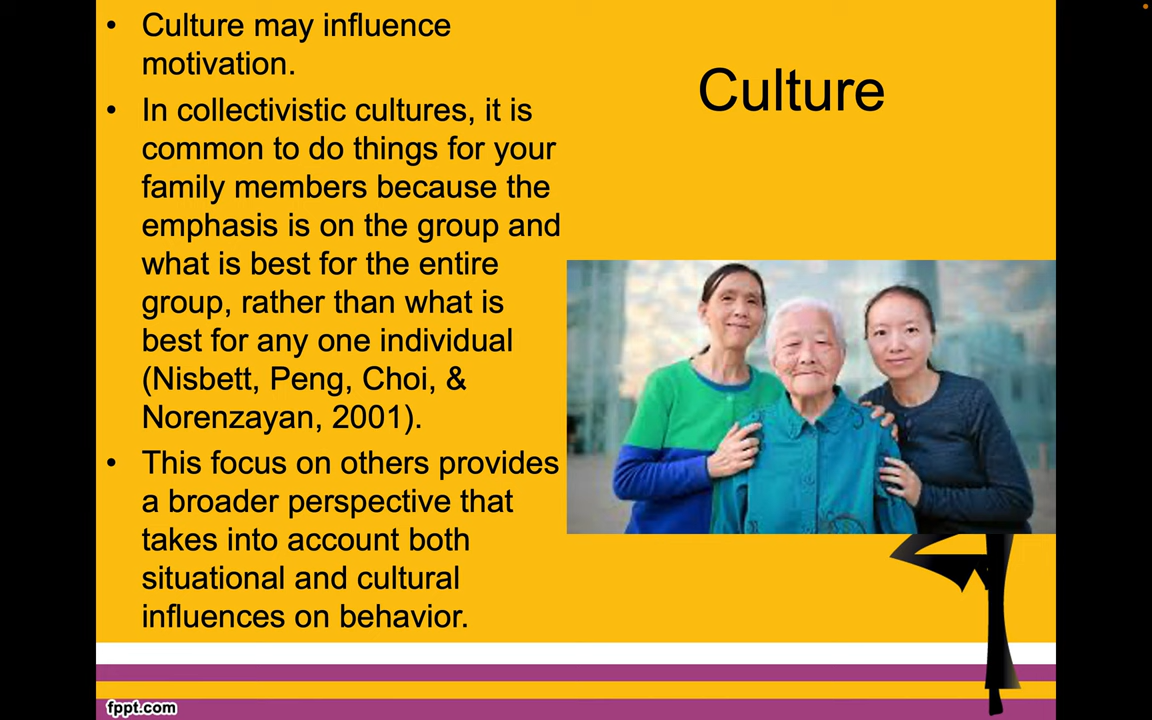 • Culture may influence
motivation.
• In collectivistic cultures, it is
common to do things for your
family members because the
emphasis is on the group and
what is best for the entire
group, rather than what is
best for any one individual
(Nisbett, Peng, Choi, &
Norenzayan, 2001).
• This focus on others provides
a broader perspective that
takes into account both
situational and cultural
influences on behavior.
Culture
fppt.com